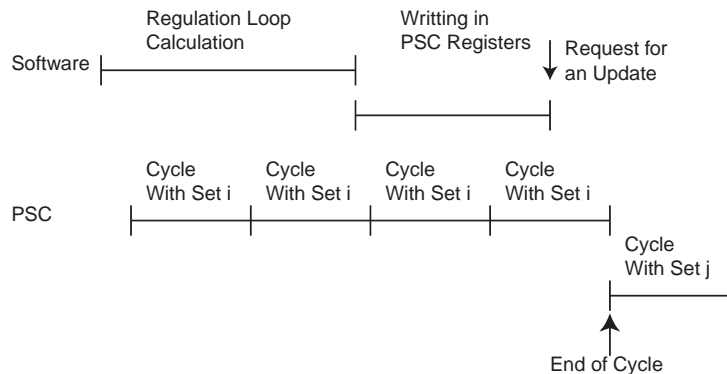 Regulation Loop
Calculation
Writting in
PSC Registers
Request for
an Update
Software
Cycle
With Set i
Cycle
With Set i
Cycle
With Set i
Cycle
With Set i
PSC
Cycle
With Set j
End of Cycle